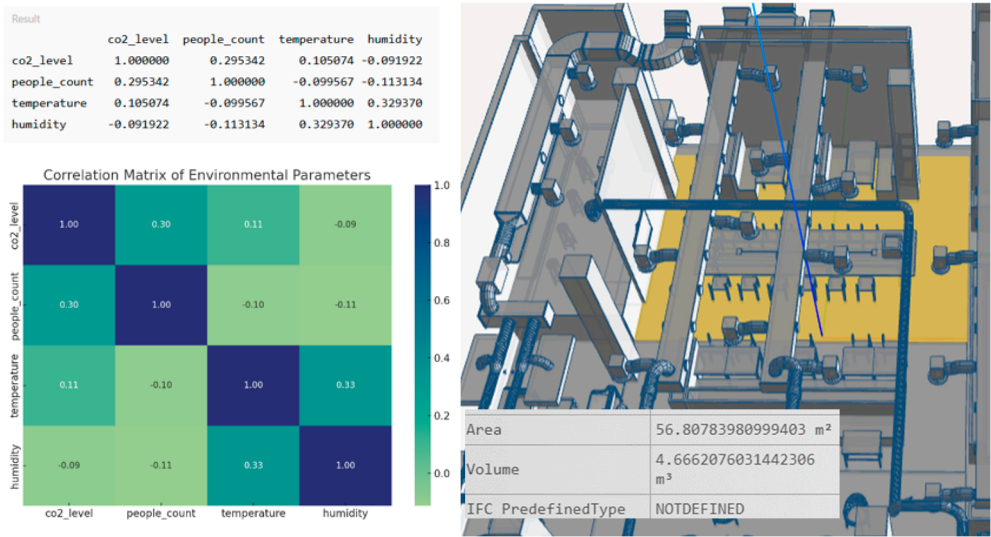 Result
co2_level people_count temperature humidity
co2_level 1.000000 0.295342 0.105074 -0.091922
people_count 0.295342 1.000000 -0.099567 -0.113134
temperature 0.105074 -0.099567 1.000000 0.329370
humidity -0.091922 -0.113134 0.329370 1.000000
Correlation Matrix of Environmental Parameters
co2_level 1.00 0.30 0.11 -0.09
people_count 0.30 1.00 -0.10 -0.11
temperature 0.11 -0.10 1.00 0.33
humidity -0.09 -0.11 0.33 1.00
co2_level people_count temperature humidity
1.0
0.8
0.6
0.4
0.2
0.0
Area 56.80783980999403 m²
Volume 4.6662076031442306
m³
IFC PredefinedType NOTDEFINED